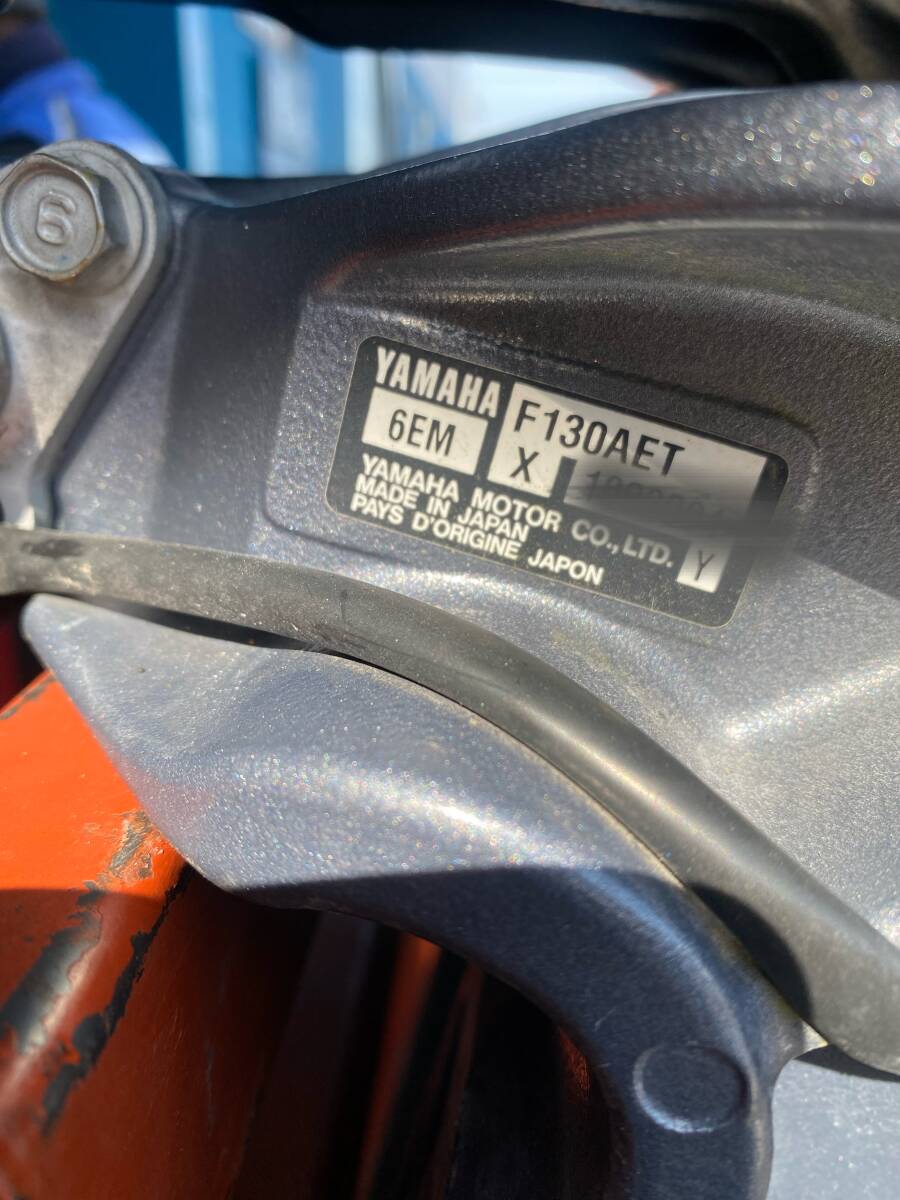 6
YAMAHA
F130AET
6EM
X
YAMAHA MOTOR CO., LTD.
MADE IN JAPAN
PAYS D'ORIGINE JAPON
Y